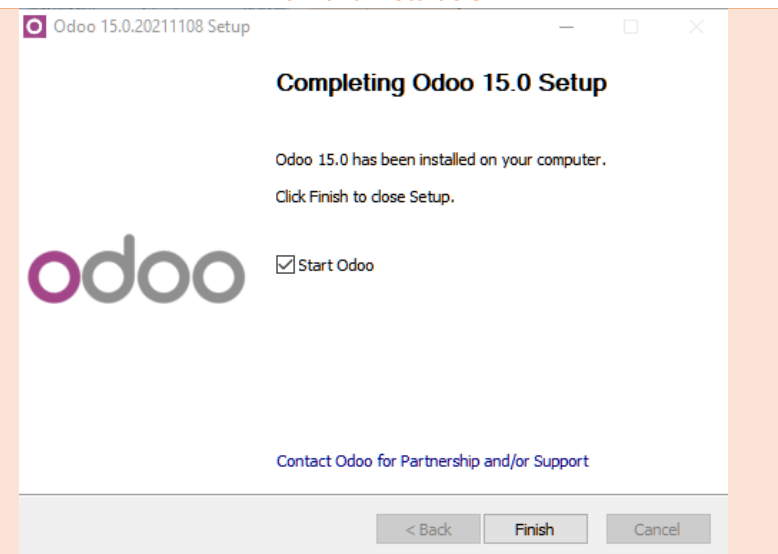 Odoo 15.0.20211108 Setup
Completing Odoo 15.0 Setup
Odoo 15.0 has been installed on your computer.
Click Finish to close Setup.
odoo
Start Odoo
Contact Odoo for Partnership and/or Support
< Back Finish Cancel